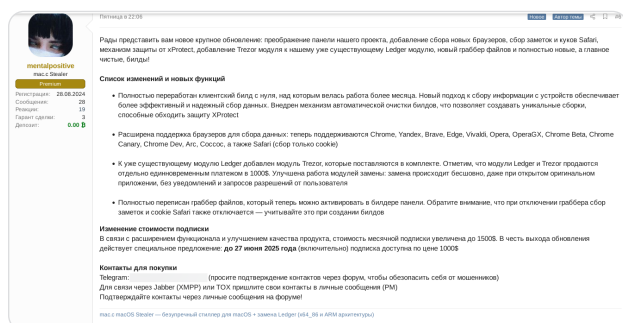 Пятница в 22:06
Новое
Автор темы
mentalpositive
mac.c Stealer
Premium
Регистрация: 28.08.2024
Сообщения: 28
Реакции: 19
Гарант сделки: 3
Депозит: 0.00 ₿
Рады представить вам новое крупное обновление: преображение панели нашего проекта, добавление сбора новых браузеров, сбор заметок и куков Safari,
механизм защиты от xProtect, добавление Trezor модуля к нашему уже существующему Ledger модулю, новый граббер файлов и полностью новые, а главное
чистые, билды!
Список изменений и новых функций
• Полностью переработан клиентский билд с нуля, над которым велась работа более месяца. Новый подход к сбору информации с устройств обеспечивает
более эффективный и надежный сбор данных. Внедрен механизм автоматической очистки билдов, что позволяет создавать уникальные сборки,
способные обходить защиту XProtect
• Расширена поддержка браузеров для сбора данных: теперь поддерживаются Chrome, Yandex, Brave, Edge, Vivaldi, Opera, OperaGX, Chrome Beta, Chrome
Canary, Chrome Dev, Arc, Coccoc, а также Safari (сбор только cookie)
• К уже существующему модулю Ledger добавлен модуль Trezor, которые поставляются в комплекте. Отметим, что модули Ledger и Trezor продаются
отдельно единовременным платежом в 1000$. Улучшена работа модулей замены: замена происходит бесшовно, даже при открытом оригинальном
приложении, без уведомлений и запросов разрешений от пользователя
• Полностью переписан граббер файлов, который теперь можно активировать в билдере панели. Обратите внимание, что при отключении граббера сбор
заметок и cookie Safari также отключается — учитывайте это при создании билдов
Изменение стоимости подписки
В связи с расширением функционала и улучшением качества продукта, стоимость месячной подписки увеличена до 1500$. В честь выхода обновления
действует специальное предложение: до 27 июня 2025 года (включительно) подписка доступна по цене 1000$
Контакты для покупки
Telegram: (просите подтверждение контактов через форум, чтобы обезопасить себя от мошенников)
Для связи через Jabber (XMPP) или TOX пришлите свои контакты в личные сообщения (PM)
Подтверждайте контакты через личные сообщения на форуме!
mac.c macOS Stealer — безупречный стиллер для macOS + замена Ledger (x64_86 и ARM архитектуры)